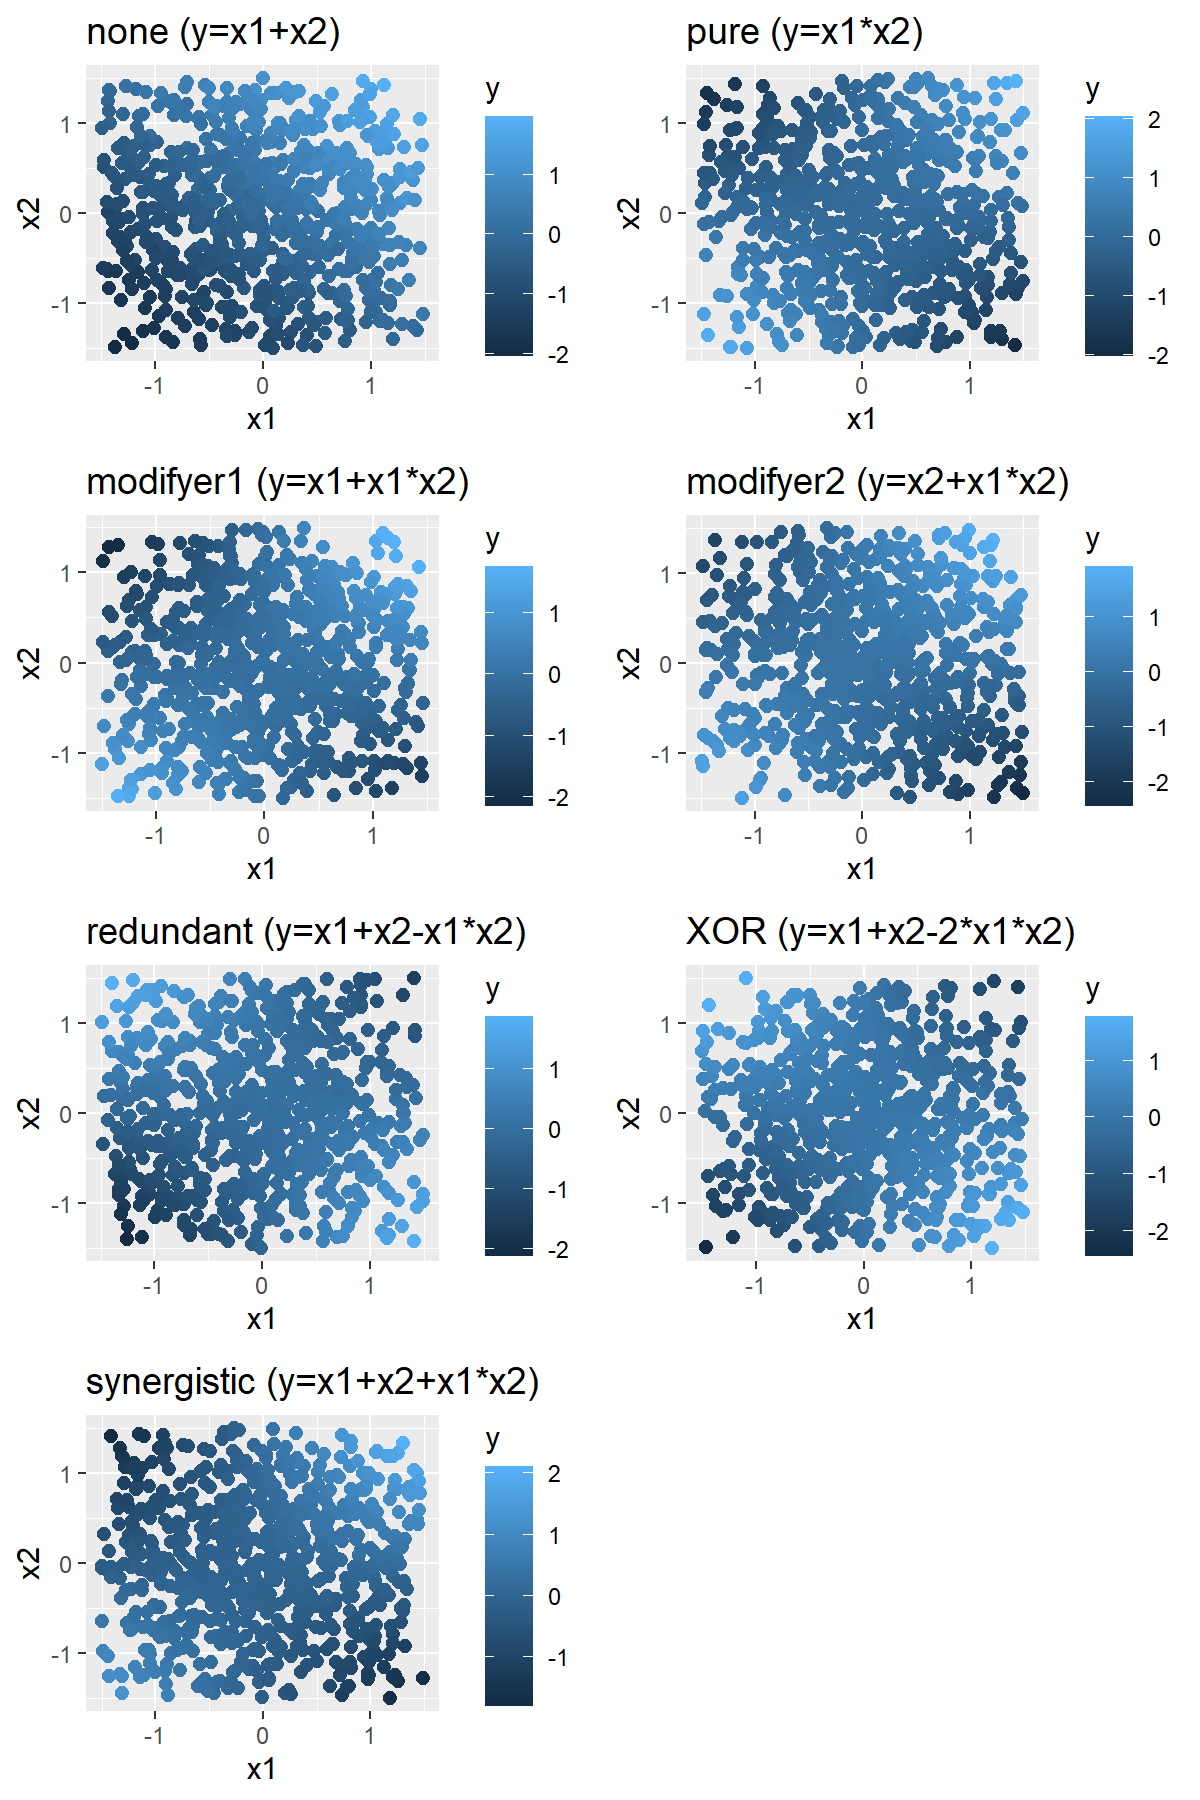 none (y=x1+x2)
y
x2
1
0
-1
-1
0
1
x1
1
0
-1
-2
pure (y=x1*x2)
y
x2
1
0
-1
-1
0
1
x1
2
1
0
-1
-2
modifyer1 (y=x1+x1*x2)
y
x2
1
0
-1
-1
0
1
x1
1
0
-1
-2
modifyer2 (y=x2+x1*x2)
y
x2
1
0
-1
-1
0
1
x1
1
0
-1
-2
redundant (y=x1+x2-x1*x2)
y
x2
1
0
-1
-1
0
1
x1
1
0
-1
-2
XOR (y=x1+x2-2*x1*x2)
y
x2
1
0
-1
-1
0
1
x1
1
0
-1
-2
synergistic (y=x1+x2+x1*x2)
y
x2
1
0
-1
-1
0
1
x1
2
1
0
-1